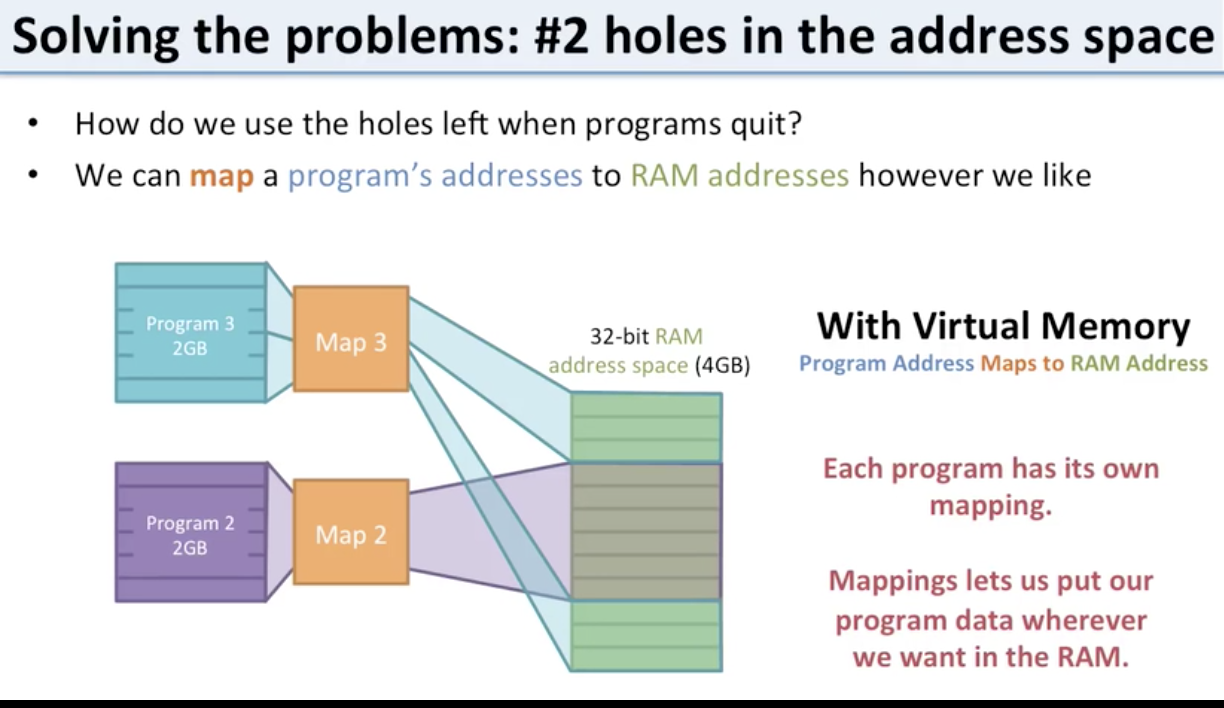 Solving the problems: #2 holes in the address space
• How do we use the holes left when programs quit?
• We can map a program's addresses to RAM addresses however we like
Program 3
2GB
Map 3
32-bit RAM
address space (4GB)
With Virtual Memory
Program Address Maps to RAM Address
Each program has its own
mapping.
Program 2
2GB
Map 2
Mappings lets us put our
program data wherever
we want in the RAM.